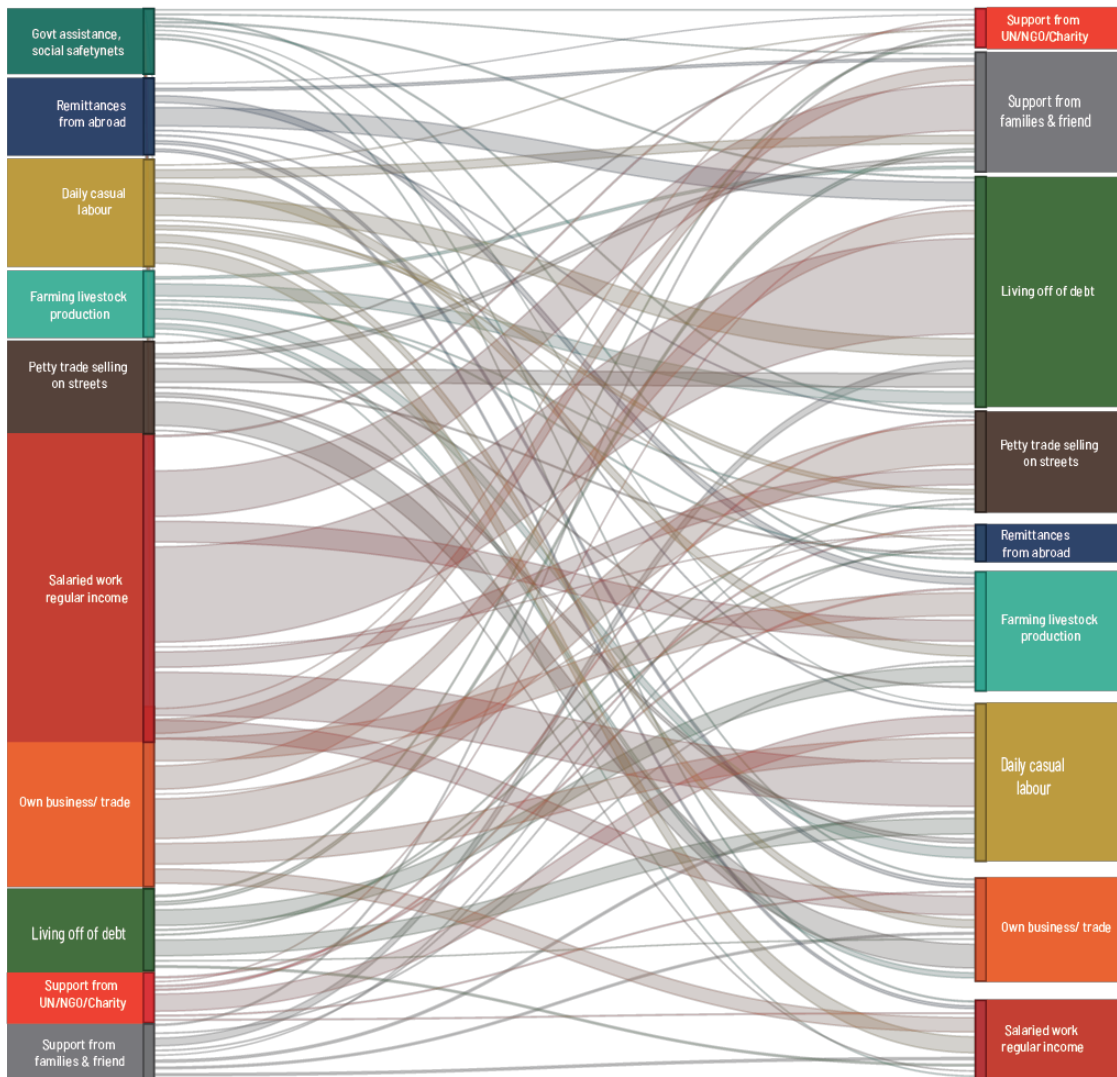 Govt assistance,
social safetynets
Remittances
from abroad
Daily casual
labour
Farming livestock
production
Petty trade selling
on streets
Salaried work
regular income
Own business/ trade
Living off of debt
Support from
UN/NGO/Charity
Support from
families & friend
Support from
UN/NGO/Charity
Support from
families & friend
Living off of debt
Petty trade selling
on streets
Remittances
from abroad
Farming livestock
production
Daily casual
labour
Own business/ trade
Salaried work
regular income